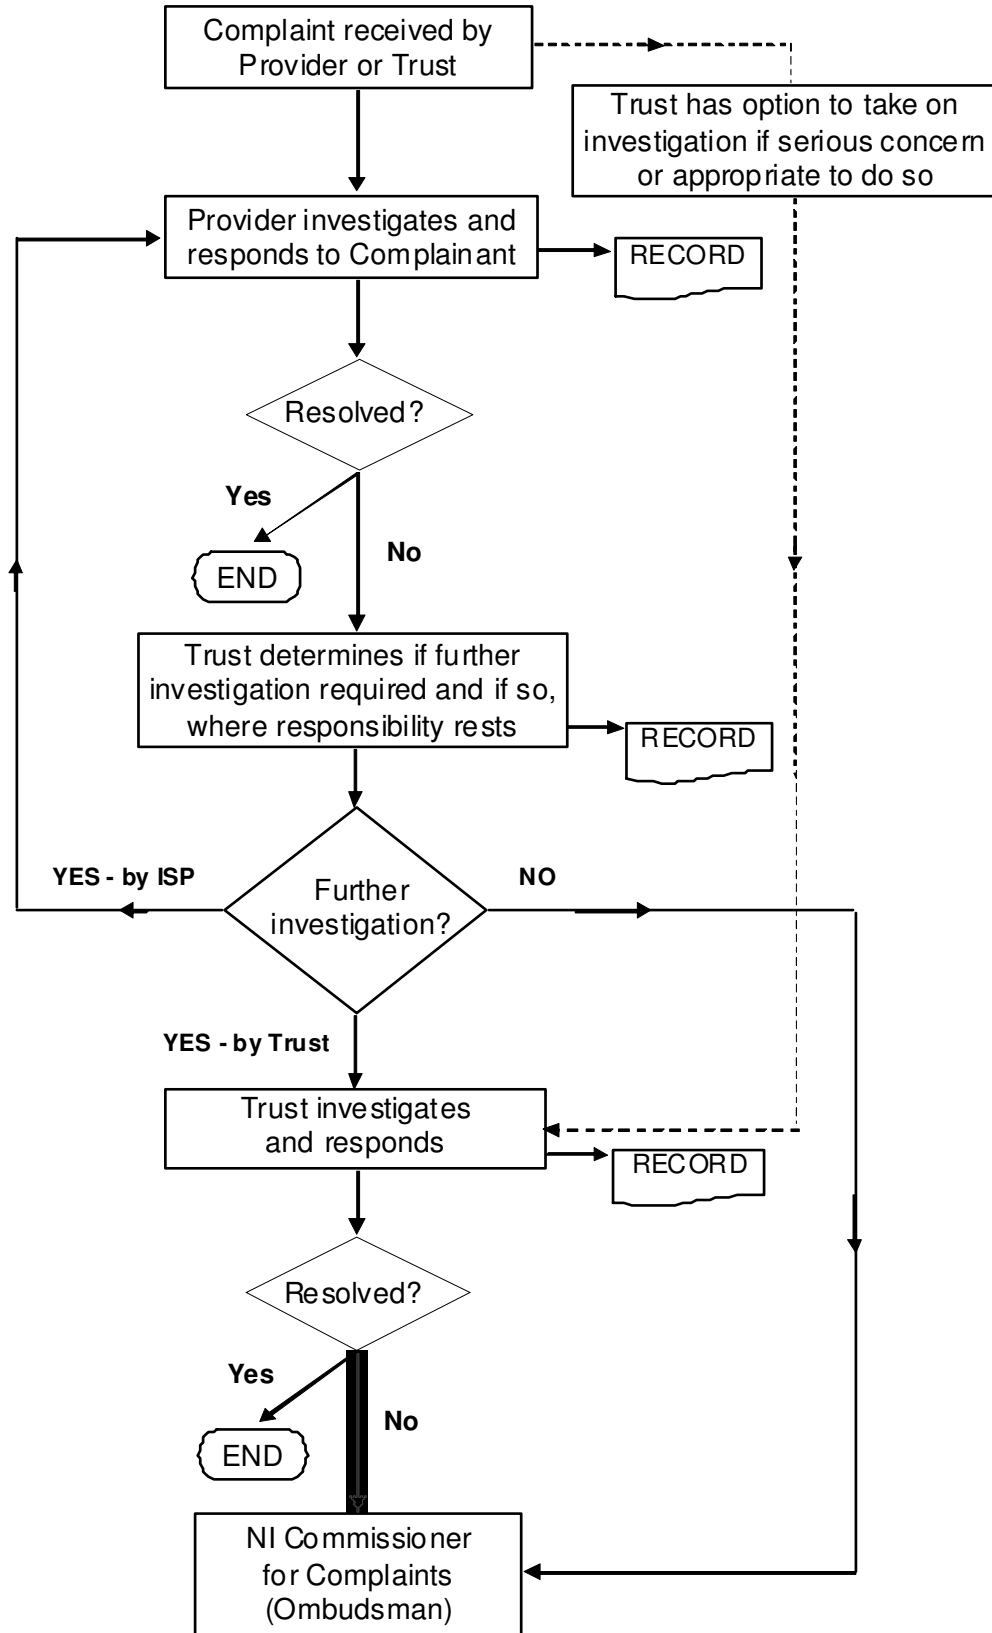 Complaint received by
Provider or Trust
Trust has option to take on
investigation if serious concern
or appropriate to do so
Provider investigates and
responds to Complainant
RECORD
Resolved?
Yes
No
END
Trust determines if further
investigation required and if so,
where responsibility rests
RECORD
YES - by ISP
Further
investigation?
NO
YES - by Trust
Trust investigates
and responds
RECORD
Resolved?
Yes
No
END
NI Commissioner
for Complaints
(Ombudsman)